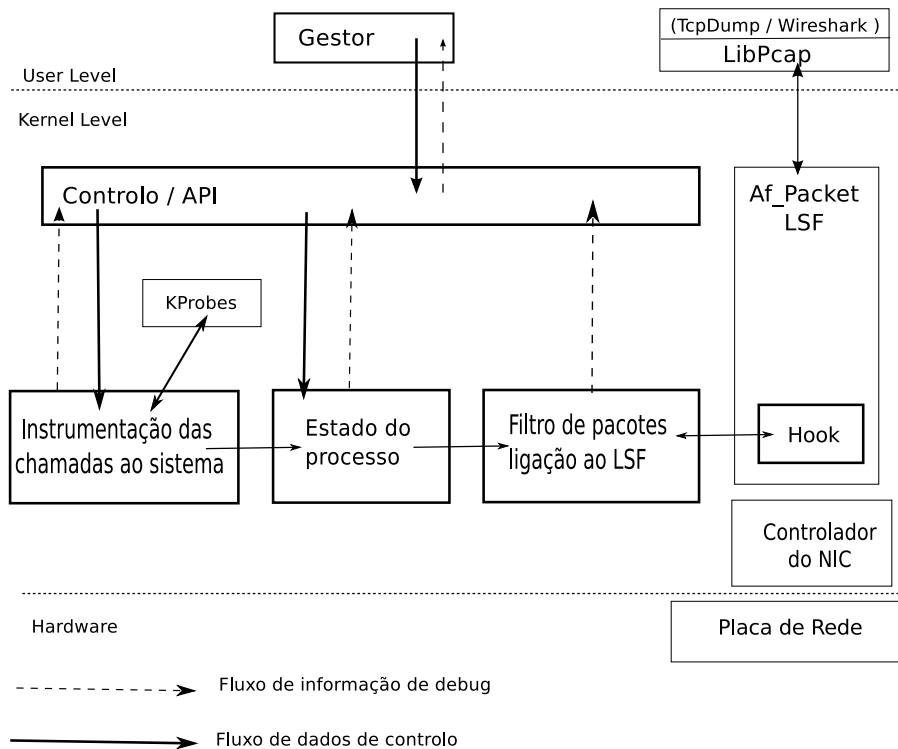 Gestor
(TcpDump / Wireshark )
LibPcap
User Level
Kernel Level
Controlo / API
Af_Packet
LSF
KProbes
Instrumentação das
chamadas ao sistema
Estado do
processo
Filtro de pacotes
ligação ao LSF
Hook
Controlador
do NIC
Hardware
Placa de Rede
Fluxo de informação de debug
Fluxo de dados de controlo